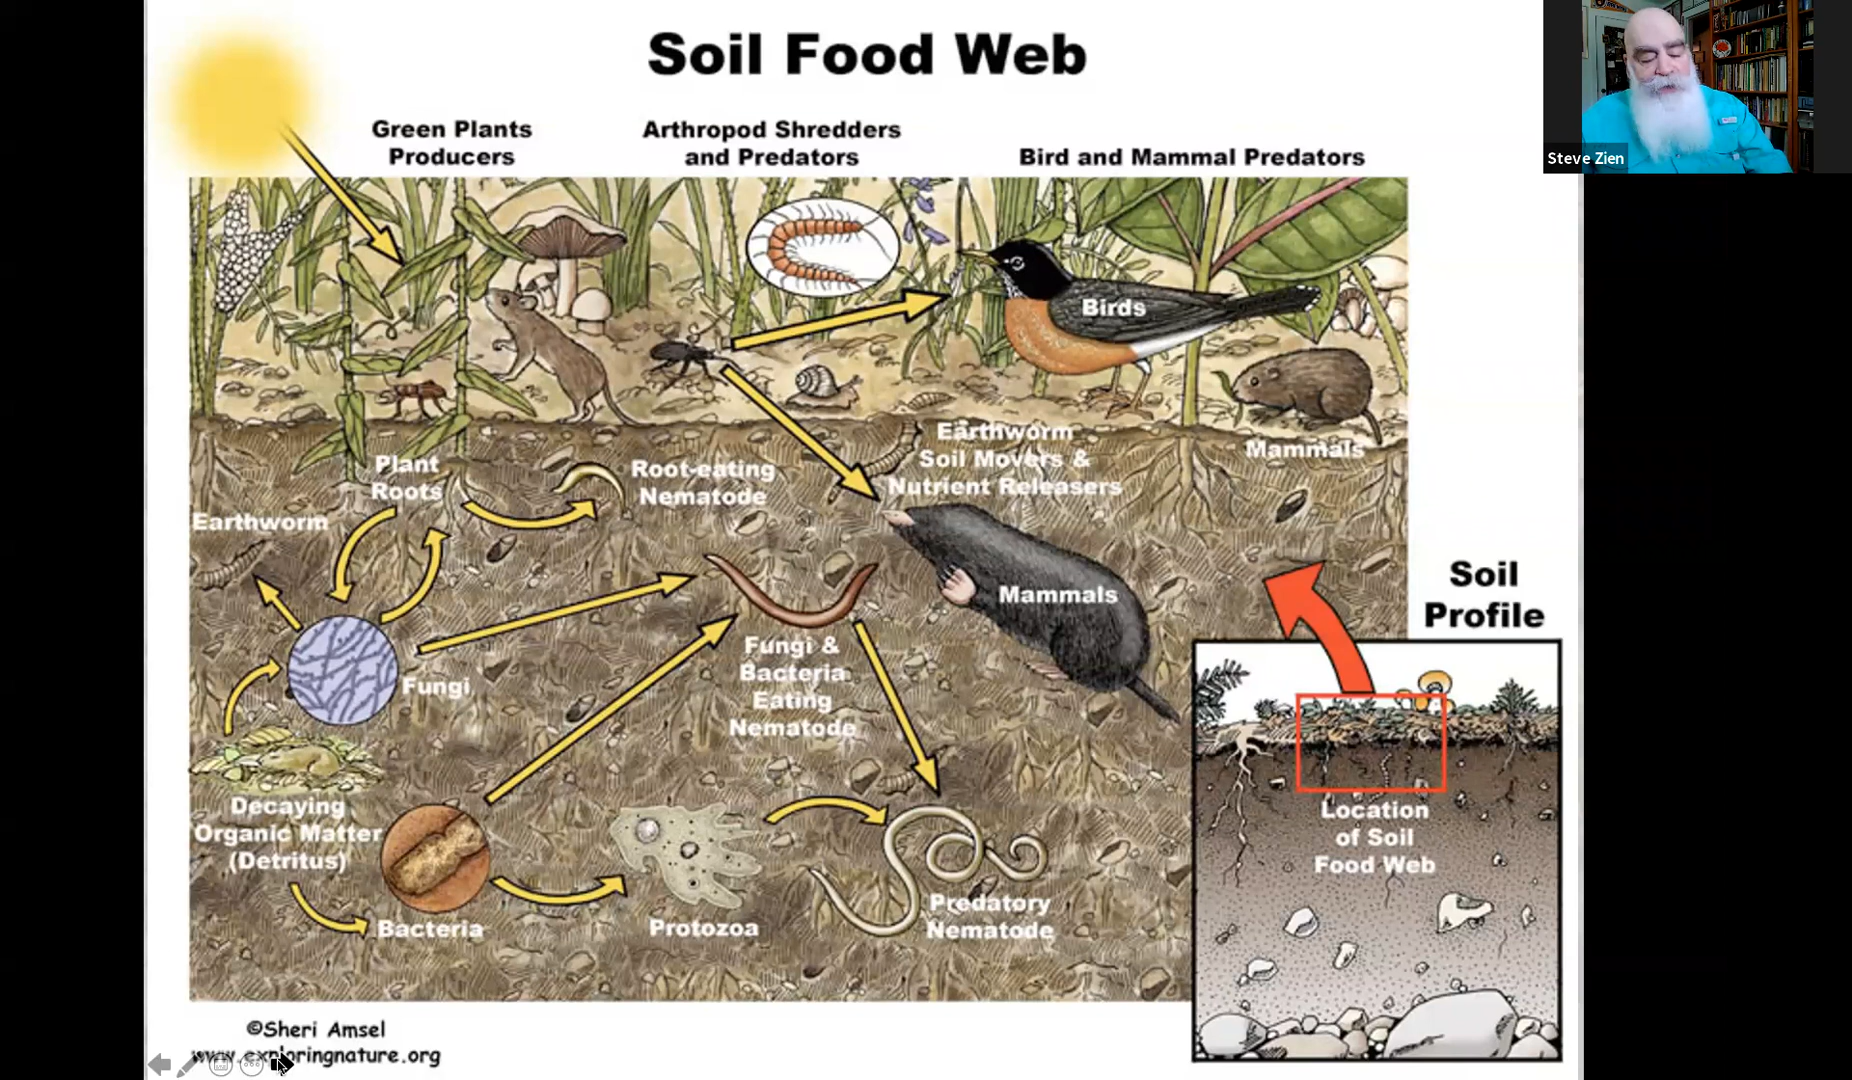 Soil Food Web
Steve Zien
Green Plants
Producers
Arthropod Shredders
and Predators
Bird and Mammal Predators
Birds
Mammals
Earthworm
Soil Movers &
Nutrient Releasers
Plant
Roots
Root-eating
Nematode
Earthworm
Mammals
Fungi
Fungi &
Bacteria
Eating
Nematode
Decaying
Organic Matter
(Detritus)
Bacteria
Protozoa
Predatory
Nematode
Soil
Profile
Location
of Soil
Food Web
©Sheri Amsel
www.exploringnature.org